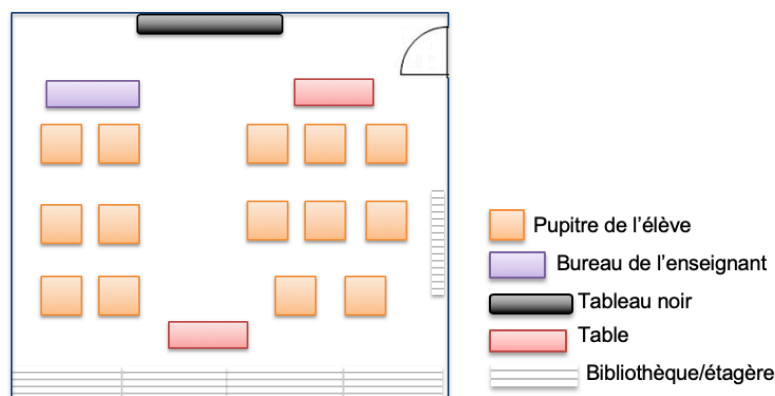 Pupitre de l’élève
Bureau de l’enseignant
Tableau noir
Table
Bibliothèque/étagère